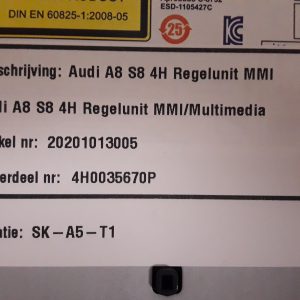 DIN EN 60825-1:2008-05
ESD-1105427C
25
schrijving: Audi A8 S8 4H Regelunit MMI
di A8 S8 4H Regelunit MMI/Multimedia
kel nr: 20201013005
erdeel nr: 4H0035670P
atie: SK-A5-T1